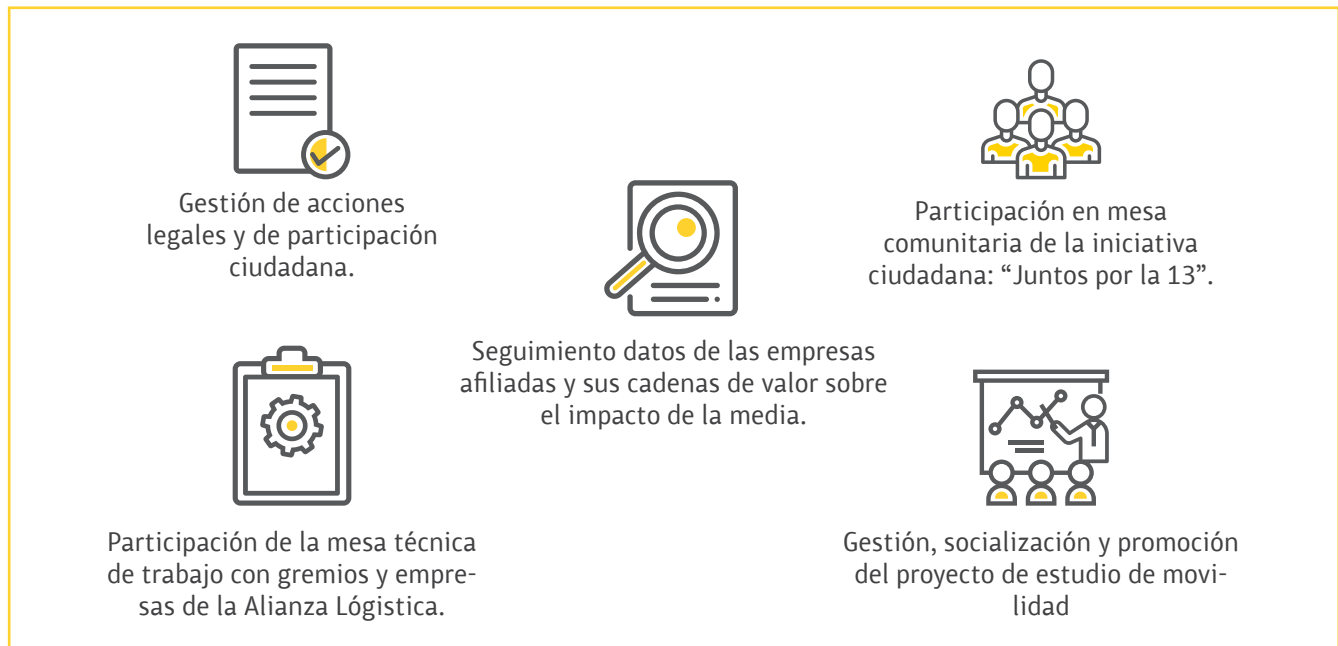 Gestión de acciones
legales y de participación
ciudadana.
Participación en mesa
comunitaria de la iniciativa
ciudadana: “Juntos por la 13”.
Seguimiento datos de las empresas
afiliadas y sus cadenas de valor sobre
el impacto de la media.
Participación de la mesa técnica
de trabajo con gremios y empre-
sas de la Alianza Lógistica.
Gestión, socialización y promoción
del proyecto de estudio de movi-
lidad